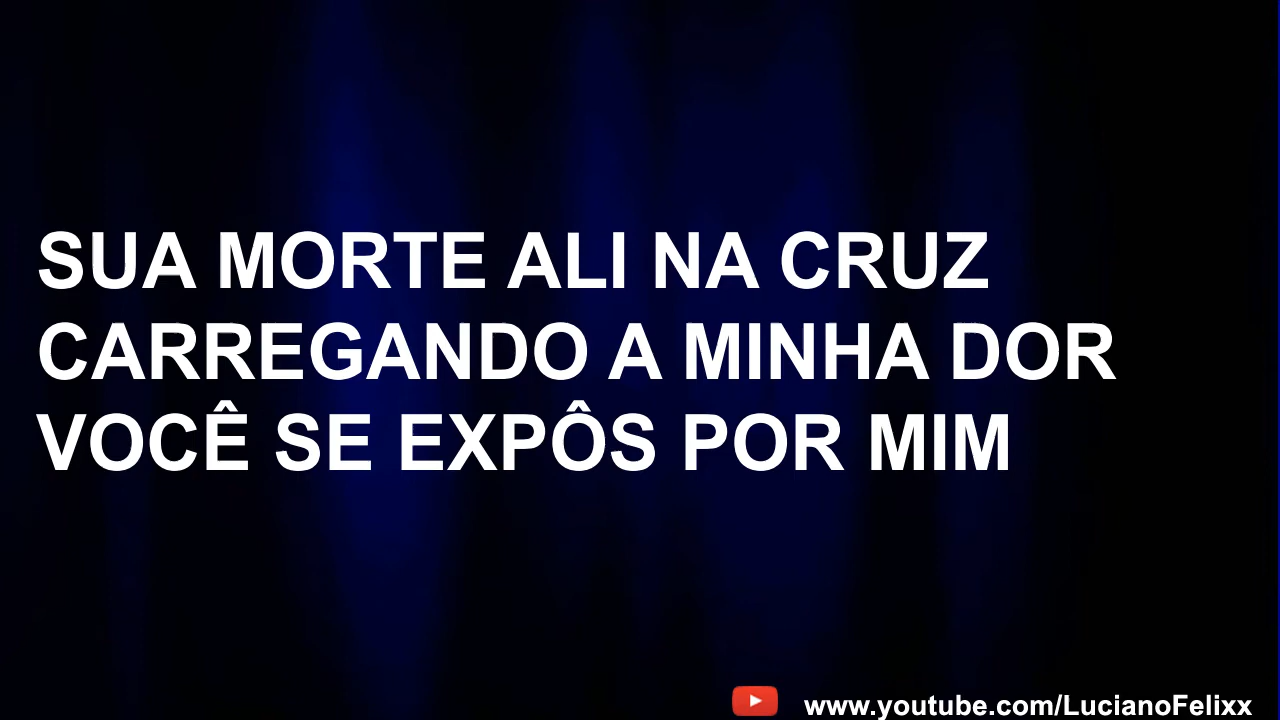 SUA MORTE ALI NA CRUZ
CARREGANDO A MINHA DOR
VOCÊ SE EXPÔS POR MIM
www.youtube.com/LucianoFelixx